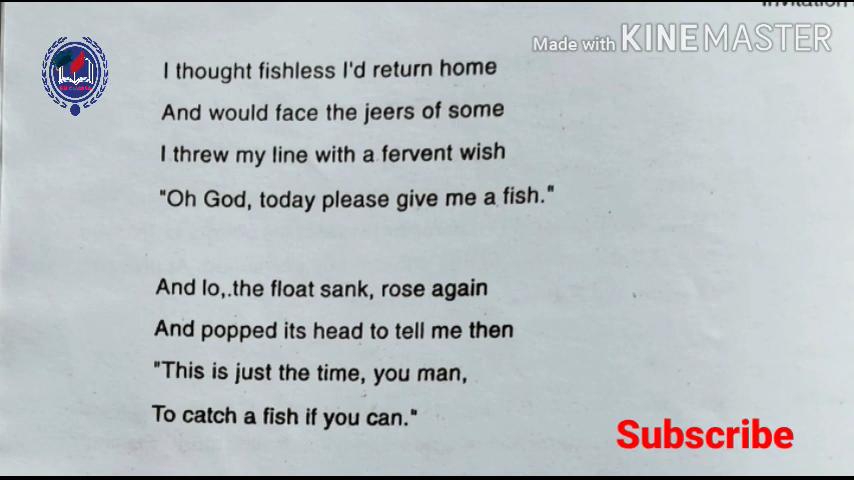 Made with KINEMASTER
I thought fishless I'd return home
And would face the jeers of some
I threw my line with a fervent wish
"Oh God, today please give me a fish."
And lo,.the float sank, rose again
And popped its head to tell me then
"This is just the time, you man,
To catch a fish if you can."
Subscribe